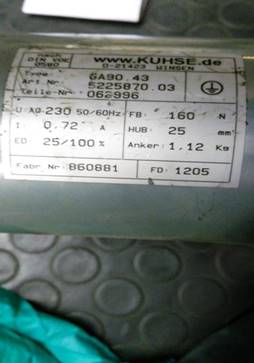 DIN VDE
0580
www.KUHSE.de
D-21423 WINSEN
Type: GA90.43
Art.Nr. 5225870.03
Teile-Nr. 062996
U AC 230 50/60Hz FB: 160 N
I: 0.72 A HUB: 25 mm
ED: 25/100% Anker: 1,12 Kg
Fabr.Nr: 860881 FD: 1205